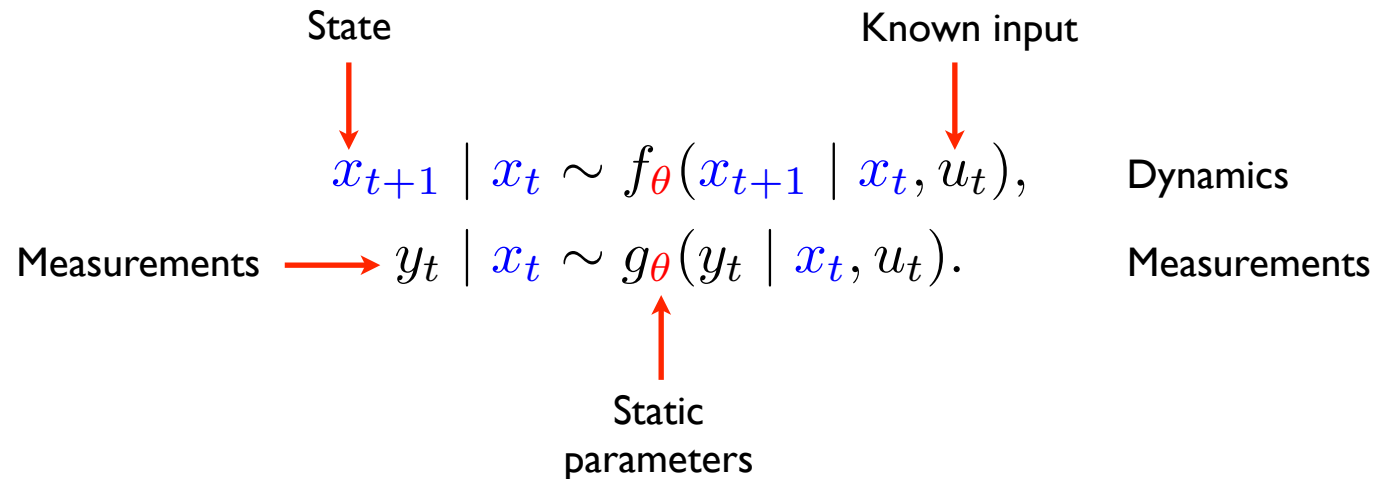 State Known input
x_{t+1} | x_t ∼ f_θ(x_{t+1} | x_t, u_t), Dynamics
Measurements y_t | x_t ∼ g_θ(y_t | x_t, u_t). Measurements
Static
parameters